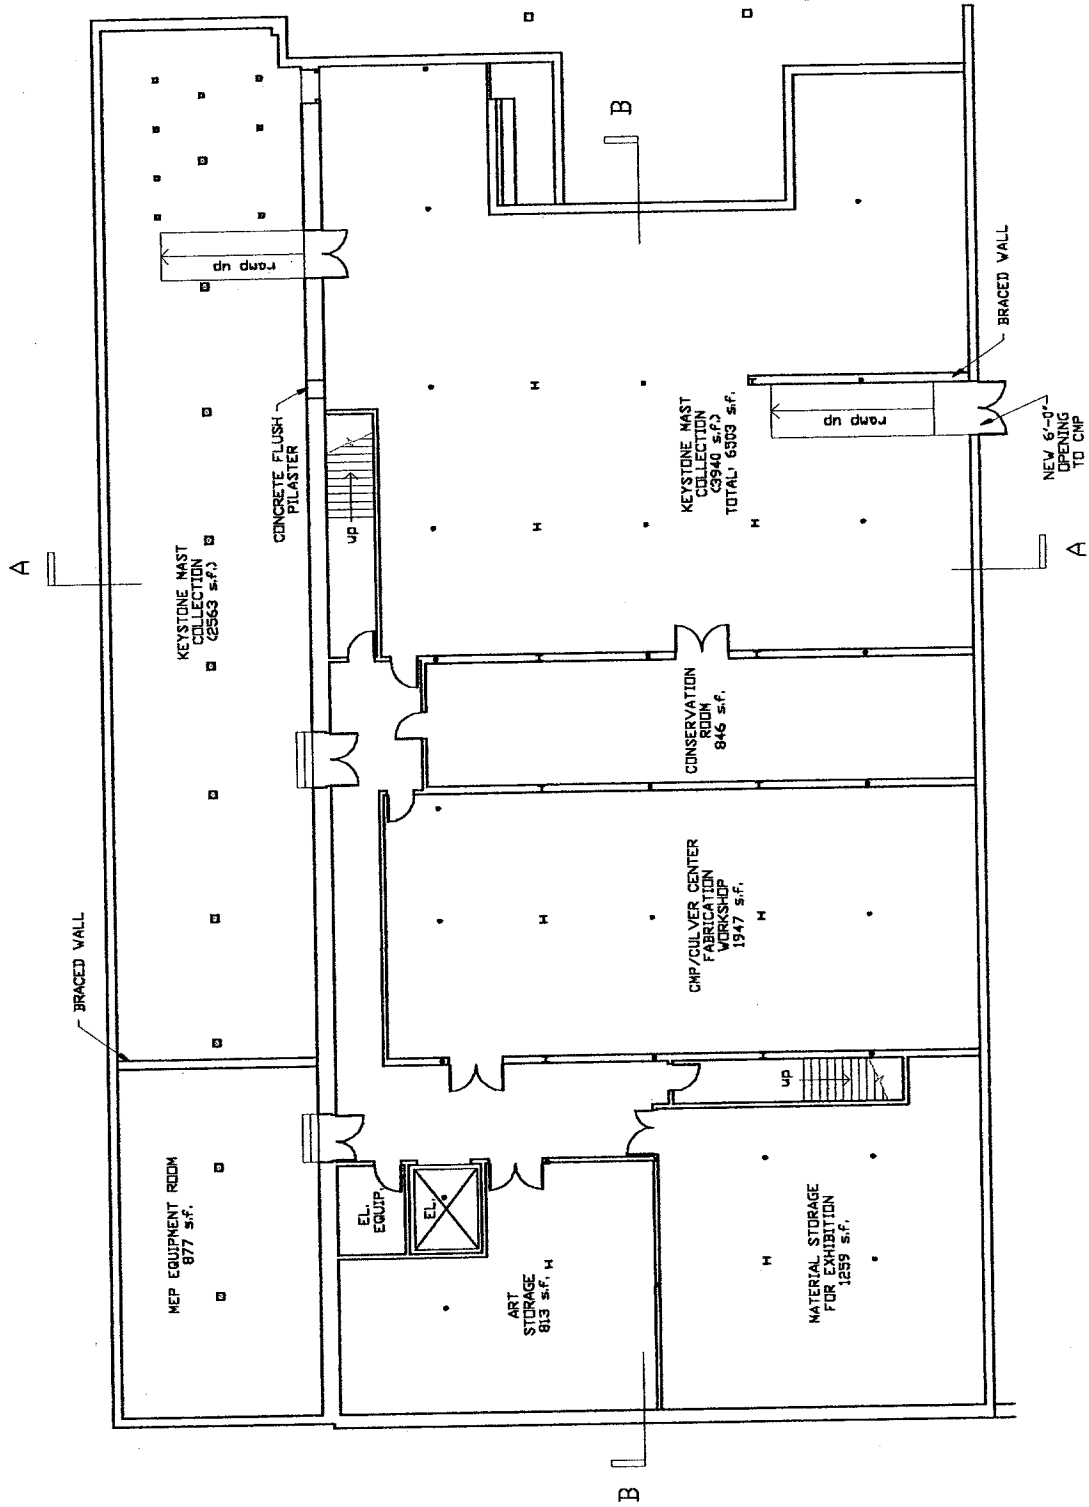 A
B
BRACED WALL
CONCRETE FLUSH
PILASTER
ramp up
KEYSTONE MAST
COLLECTION
(2563 s.f.)
up
KEYSTONE MAST
COLLECTION
(3940 s.f.)
TOTAL: 6503 s.f.
ramp up
BRACED WALL
NEW 6'-0"
OPENING
TO CMP
A
CONSERVATION
ROOM
846 s.f.
CMP/CULVER CENTER
FABRICATION
WORKSHOP
1947 s.f.
up
MEP EQUIPMENT ROOM
877 s.f.
EL.
EQUIP.
EL.
ART
STORAGE
813 s.f.
MATERIAL STORAGE
FOR EXHIBITION
1259 s.f.
B